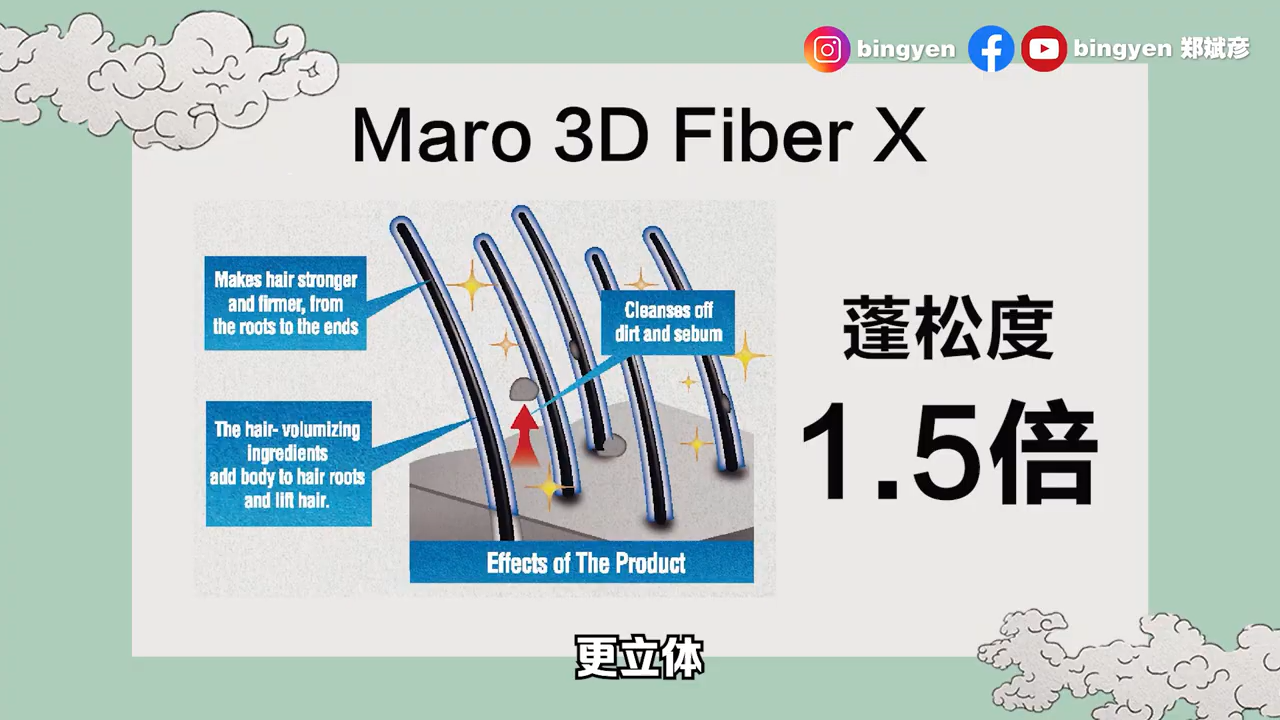 bingyen
bingyen 郑斌彦
Maro 3D Fiber X
Makes hair stronger
and firmer, from
the roots to the ends
Cleanses off
dirt and sebum
The hair- volumizing
ingredients
add body to hair roots
and lift hair.
Effects of The Product
蓬松度
1.5倍
更立体